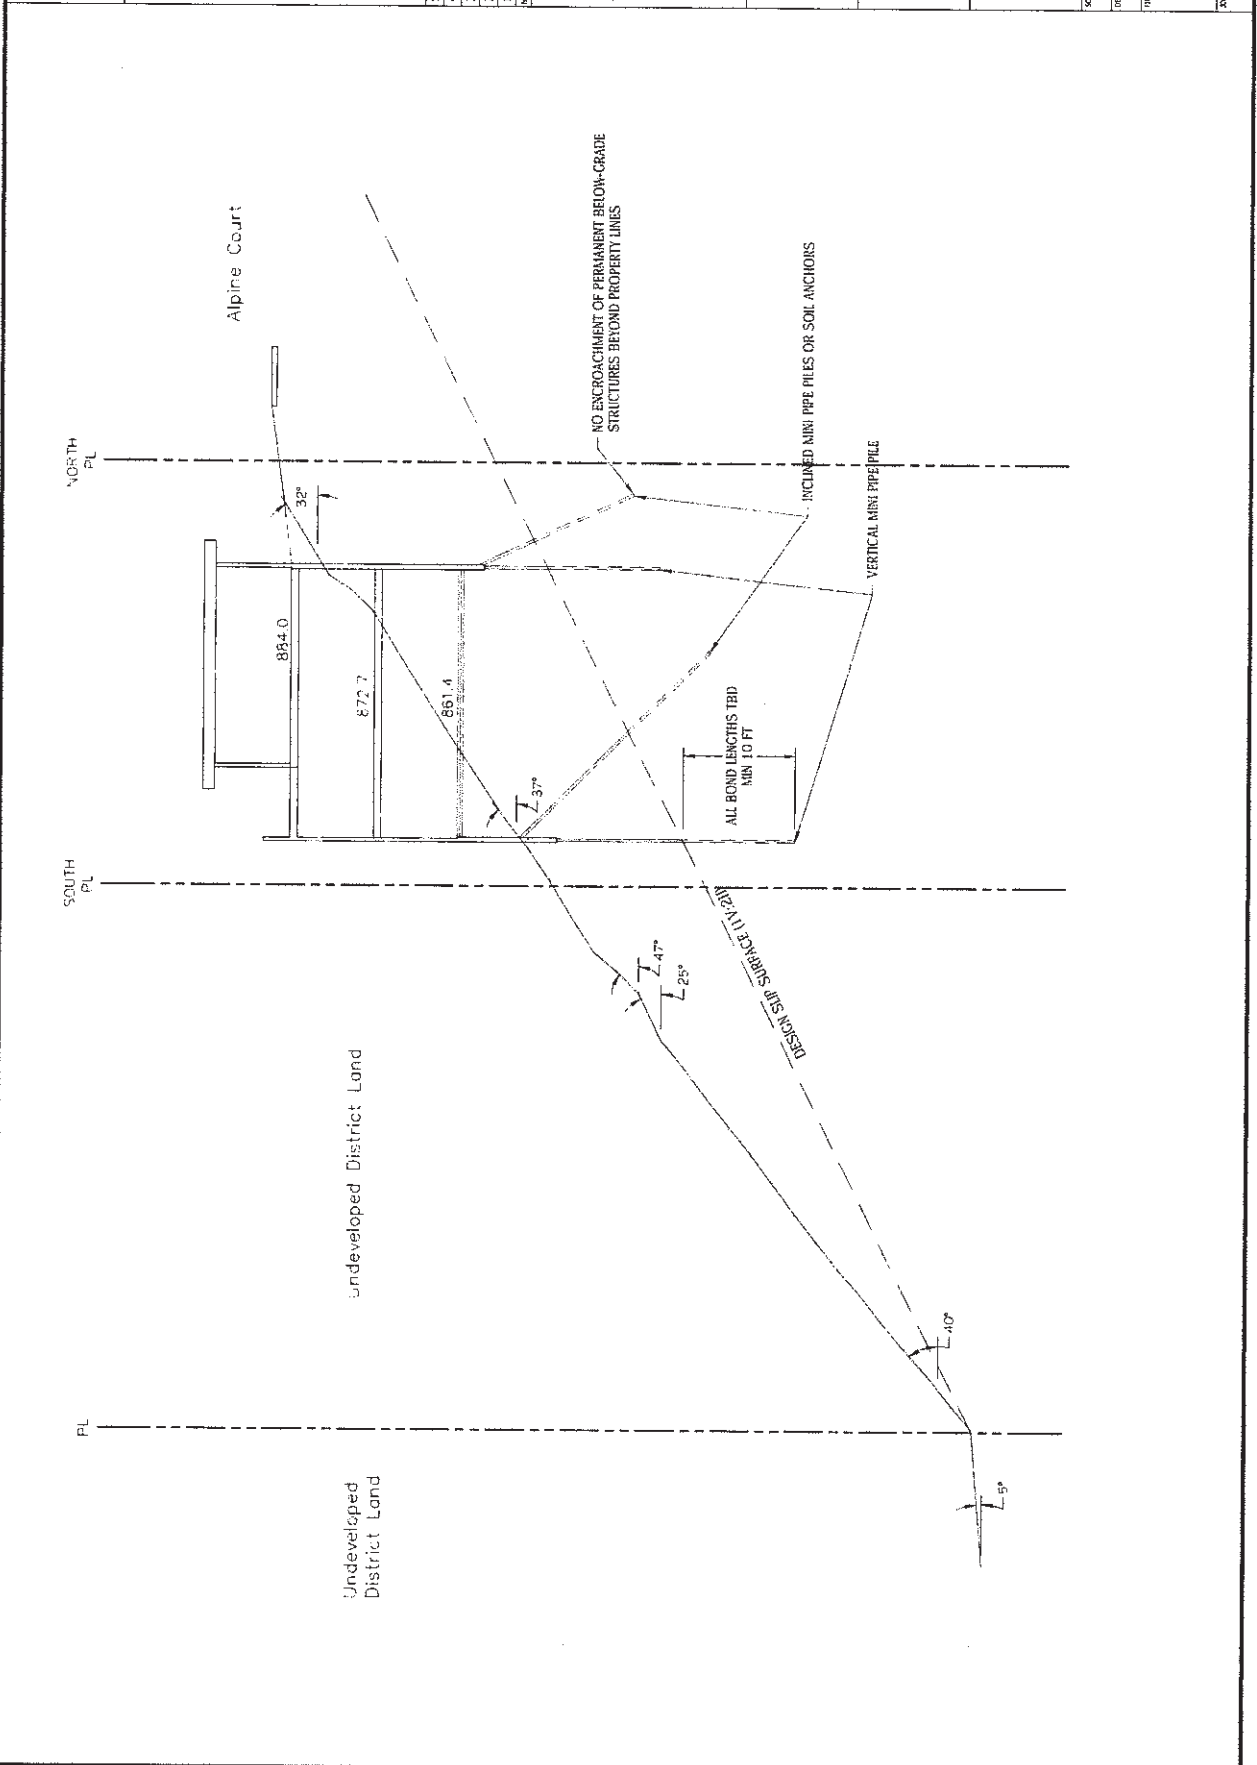 NORTH
PL
Alpine Court
32°
884.0
872.7
861.4
NO ENCROACHMENT OF PERMANENT BELOW-GRADE
STRUCTURES BEYOND PROPERTY LINES
INCLINED MINI PIPE PILES OR SOIL ANCHORS
VERTICAL MINI PIPE PILE
ALL BOND LENGTHS TBD
MIN 10 FT
37°
SOUTH
PL
DESIGN SLIP SURFACE (1V:2H)
47°
25°
Undeveloped District Land
40°
PL
Undeveloped
District Land
5°